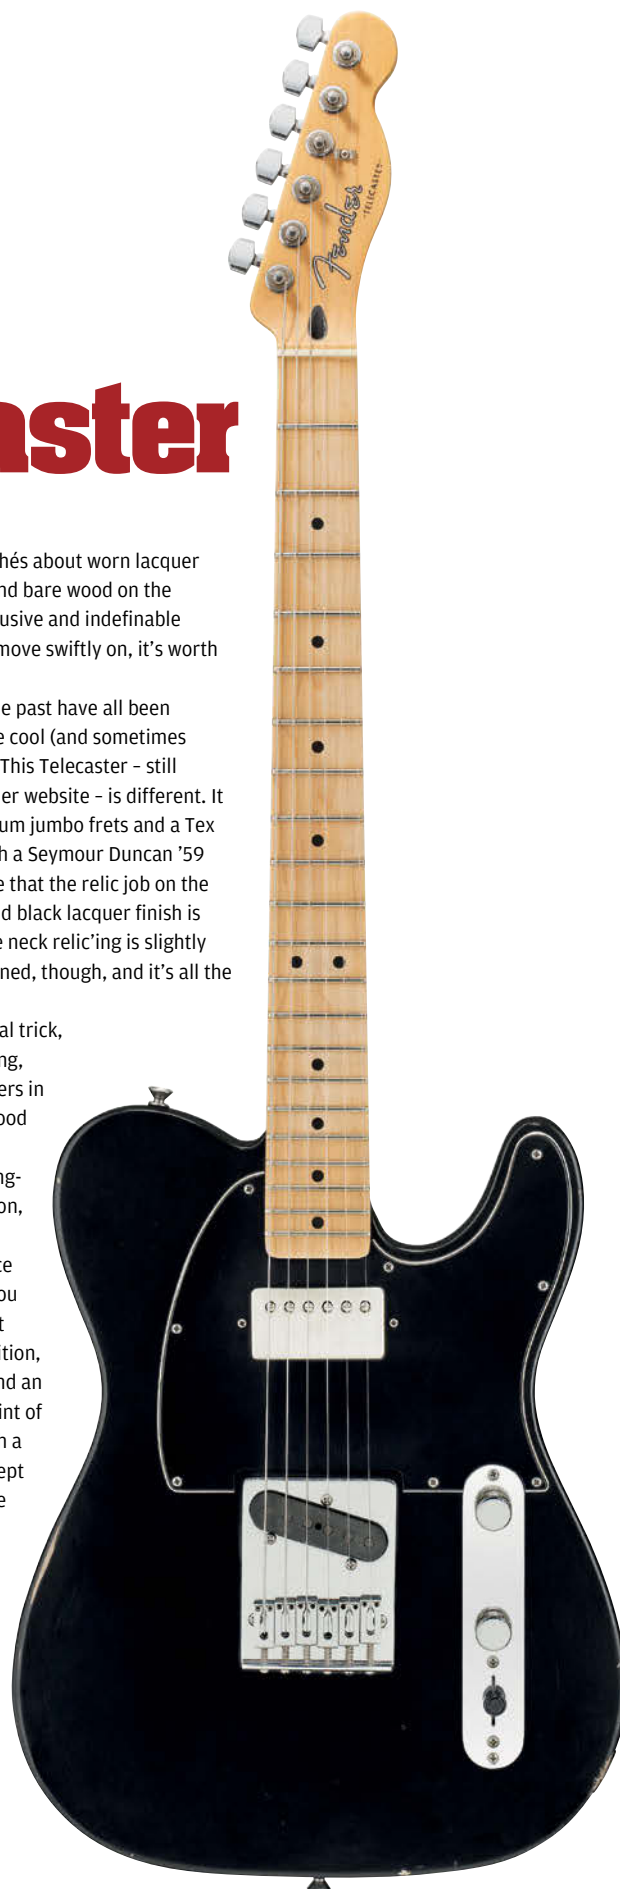 Fender
TELECASTER
aster
hés about worn lacquer
nd bare wood on the
usive and indefinable
move swiftly on, it's worth
e past have all been
e cool (and sometimes
This Telecaster – still
er website – is different. It
um jumbo frets and a Tex
h a Seymour Duncan '59
e that the relic job on the
d black lacquer finish is
e neck relic'ing is slightly
ned, though, and it's all the
al trick,
ng,
ers in
ood
ng-
on,
ce
ou
t
ition,
nd an
int of
n a
ept
e